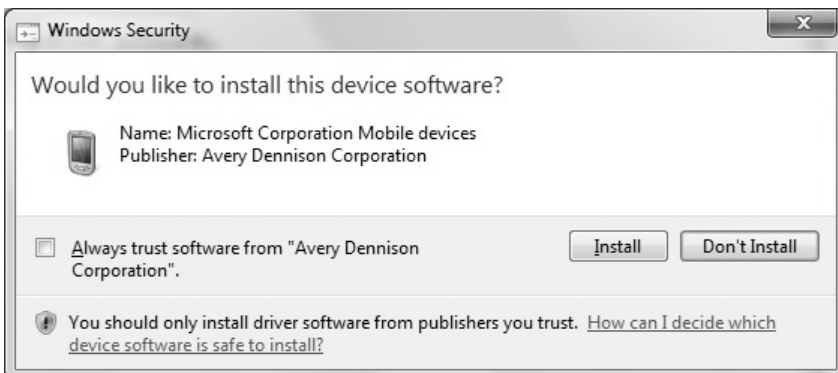 Windows Security
Would you like to install this device software?
Name: Microsoft Corporation Mobile devices
Publisher: Avery Dennison Corporation
Always trust software from "Avery Dennison
Corporation".
Install
Don't Install
You should only install driver software from publishers you trust. How can I decide which
device software is safe to install?